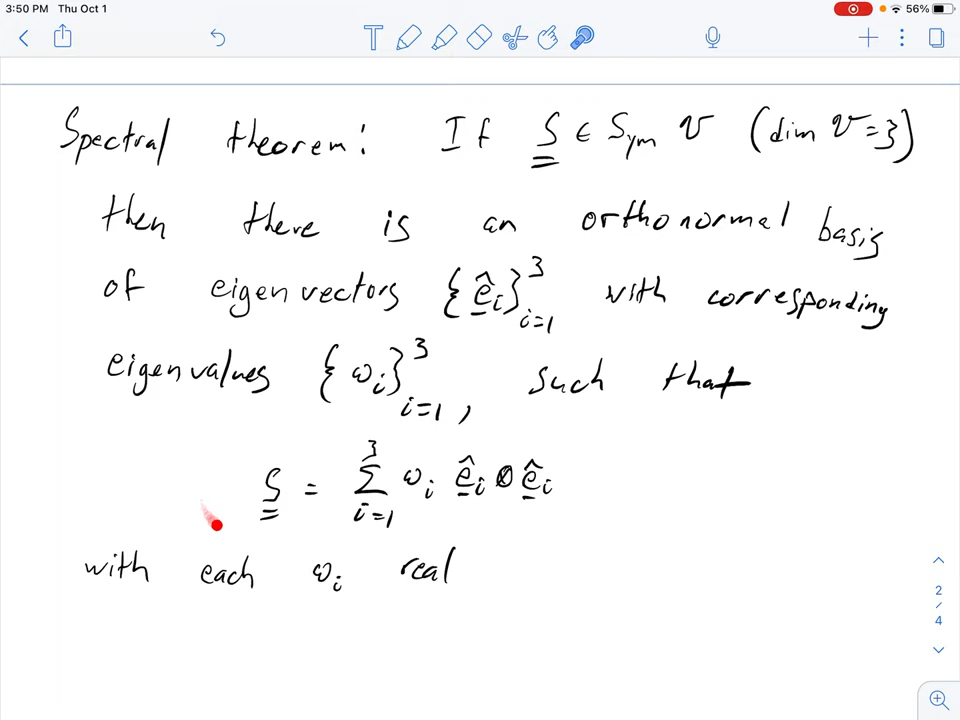 3:50 PM Thu Oct 1
56%
Spectral theorem: If S ∈ Sym V (dim V = 3)
then there is an orthonormal basis
of eigenvectors {ê_i}_{i=1}^3 with corresponding
eigenvalues {ω_i}_{i=1}^3, such that
S = Σ_{i=1}^3 ω_i ê_i ⊗ ê_i
with each ω_i real
2
/
4